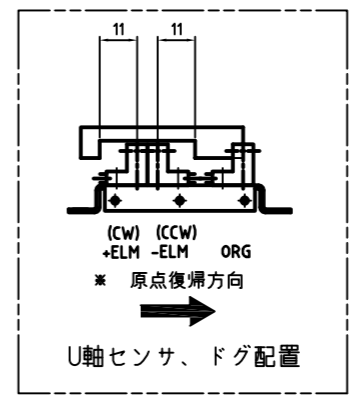 11 11
(CW) (CCW)
+ELM -ELM ORG
* 原点復帰方向
U軸センサ、ドグ配置